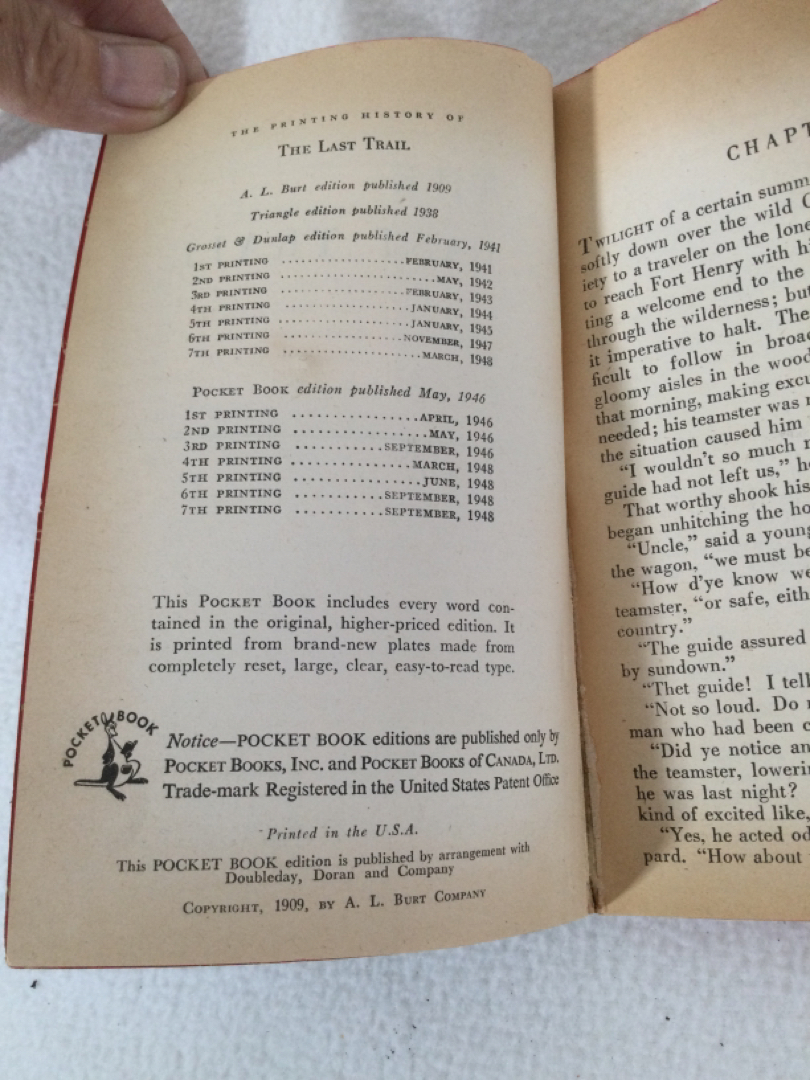 THE PRINTING HISTORY OF
THE LAST TRAIL
A. L. Burt edition published 1909
Triangle edition published 1938
Grosset & Dunlap edition published February, 1941
1ST PRINTING ..................FEBRUARY, 1941
2ND PRINTING .......................MAY, 1942
3RD PRINTING ..................FEBRUARY, 1943
4TH PRINTING ...................JANUARY, 1944
5TH PRINTING ...................JANUARY, 1945
6TH PRINTING ..................NOVEMBER, 1947
7TH PRINTING .....................MARCH, 1948
POCKET BOOK edition published May, 1946
1ST PRINTING ................APRIL, 1946
2ND PRINTING ..................MAY, 1946
3RD PRINTING ............SEPTEMBER, 1946
4TH PRINTING ................MARCH, 1948
5TH PRINTING .................JUNE, 1948
6TH PRINTING ............SEPTEMBER, 1948
7TH PRINTING ............SEPTEMBER, 1948
This POCKET BOOK includes every word con-
tained in the original, higher-priced edition. It
is printed from brand-new plates made from
completely reset, large, clear, easy-to-read type.
POCKET BOOK
Notice—POCKET BOOK editions are published only by
POCKET BOOKS, INC. and POCKET BOOKS of CANADA, LTD.
Trade-mark Registered in the United States Patent Office
Printed in the U.S.A.
This POCKET BOOK edition is published by arrangement with
Doubleday, Doran and Company
COPYRIGHT, 1909, BY A. L. BURT COMPANY
CHAPT
TWILIGHT of a certain summ
softly down over the wild
iety to a traveler on the lone
to reach Fort Henry with hi
ting a welcome end to the
through the wilderness; but
it imperative to halt. The
ficult to follow in broad
gloomy aisles in the wood
that morning, making excu
needed; his teamster was
the situation caused him
"I wouldn't so much
guide had not left us," he
That worthy shook his
began unhitching the ho
"Uncle," said a young
the wagon, "we must be
"How d'ye know we
teamster, "or safe, eith
country."
"The guide assured
by sundown."
"Thet guide! I tell
"Not so loud. Do
man who had been c
"Did ye notice an
the teamster, lowerin
he was last night?
kind of excited like,
"Yes, he acted od
pard. "How about